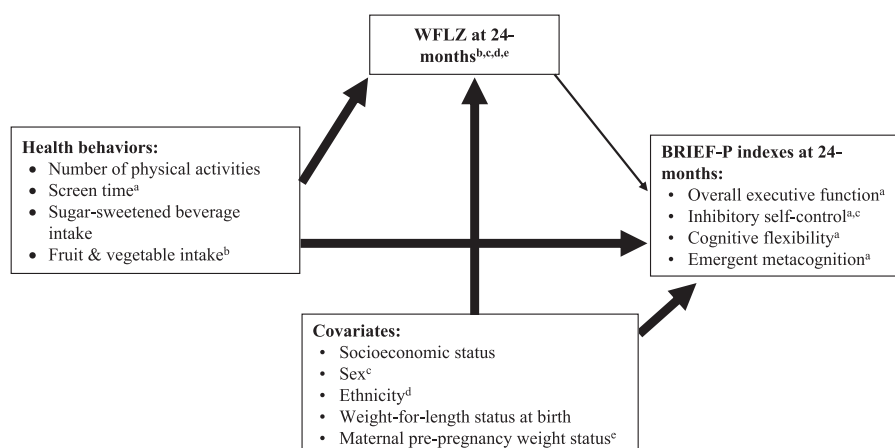 WFLZ at 24-
months^b,c,d,e
Health behaviors:
• Number of physical activities
• Screen time^a
• Sugar-sweetened beverage
intake
• Fruit & vegetable intake^b
BRIEF-P indexes at 24-
months:
• Overall executive function^a
• Inhibitory self-control^a,c
• Cognitive flexibility^a
• Emergent metacognition^a
Covariates:
• Socioeconomic status
• Sex^c
• Ethnicity^d
• Weight-for-length status at birth
• Maternal pre-pregnancy weight status^e